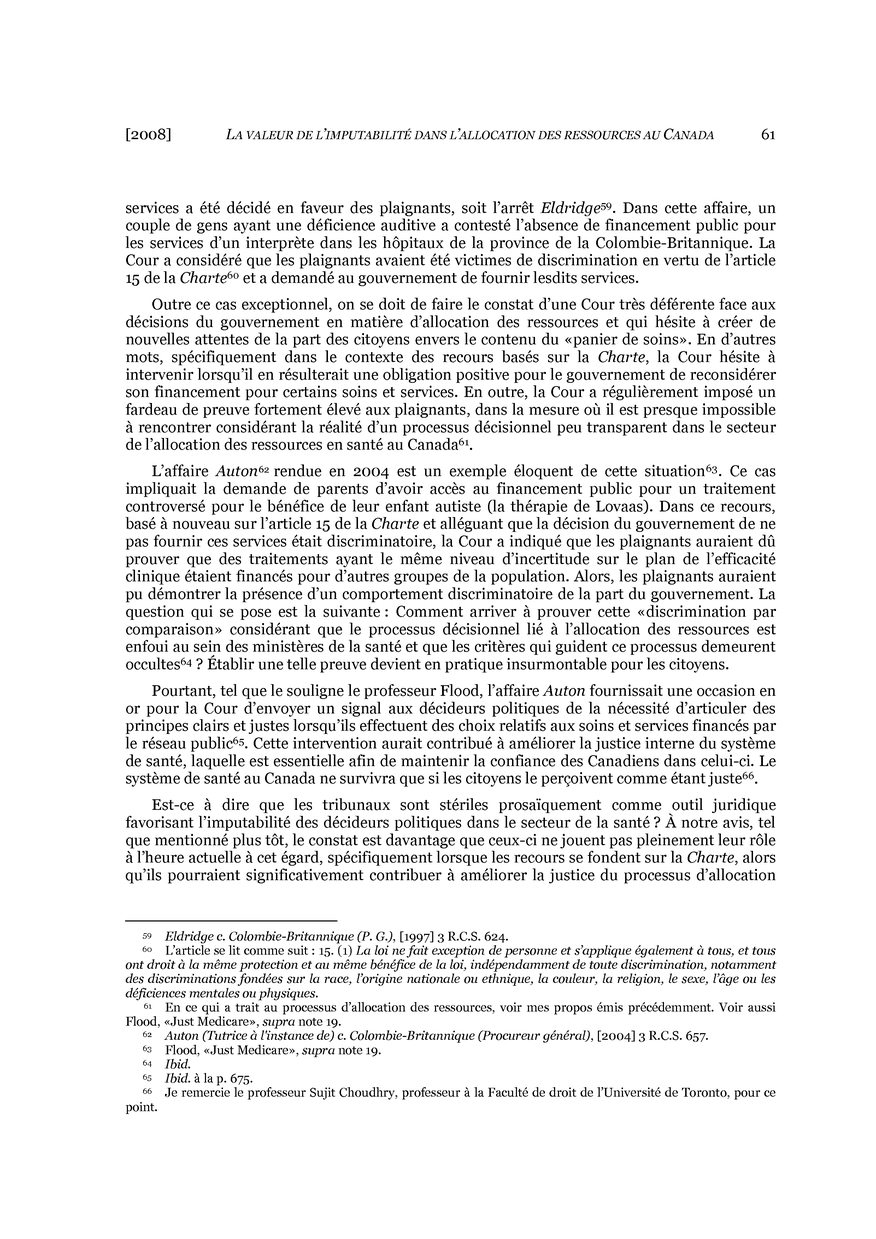 [2008] LA VALEUR DE L'IMPUTABILITÉ DANS L'ALLOCATION DES RESSOURCES AU CANADA 61
services a été décidé en faveur des plaignants, soit l'arrêt Eldridge59. Dans cette affaire, un
couple de gens ayant une déficience auditive a contesté l'absence de financement public pour
les services d'un interprète dans les hôpitaux de la province de la Colombie-Britannique. La
Cour a considéré que les plaignants avaient été victimes de discrimination en vertu de l'article
15 de la Charte60 et a demandé au gouvernement de fournir lesdits services.
Outre ce cas exceptionnel, on se doit de faire le constat d'une Cour très déférente face aux
décisions du gouvernement en matière d'allocation des ressources et qui hésite à créer de
nouvelles attentes de la part des citoyens envers le contenu du «panier de soins». En d'autres
mots, spécifiquement dans le contexte des recours basés sur la Charte, la Cour hésite à
intervenir lorsqu'il en résulterait une obligation positive pour le gouvernement de reconsidérer
son financement pour certains soins et services. En outre, la Cour a régulièrement imposé un
fardeau de preuve fortement élevé aux plaignants, dans la mesure où il est presque impossible
à rencontrer considérant la réalité d'un processus décisionnel peu transparent dans le secteur
de l'allocation des ressources en santé au Canada61.
L'affaire Auton62 rendue en 2004 est un exemple éloquent de cette situation63. Ce cas
impliquait la demande de parents d'avoir accès au financement public pour un traitement
controversé pour le bénéfice de leur enfant autiste (la thérapie de Lovaas). Dans ce recours,
basé à nouveau sur l'article 15 de la Charte et alléguant que la décision du gouvernement de ne
pas fournir ces services était discriminatoire, la Cour a indiqué que les plaignants auraient dû
prouver que des traitements ayant le même niveau d'incertitude sur le plan de l'efficacité
clinique étaient financés pour d'autres groupes de la population. Alors, les plaignants auraient
pu démontrer la présence d'un comportement discriminatoire de la part du gouvernement. La
question qui se pose est la suivante : Comment arriver à prouver cette «discrimination par
comparaison» considérant que le processus décisionnel lié à l'allocation des ressources est
enfoui au sein des ministères de la santé et que les critères qui guident ce processus demeurent
occultes64 ? Établir une telle preuve devient en pratique insurmontable pour les citoyens.
Pourtant, tel que le souligne le professeur Flood, l'affaire Auton fournissait une occasion en
or pour la Cour d'envoyer un signal aux décideurs politiques de la nécessité d'articuler des
principes clairs et justes lorsqu'ils effectuent des choix relatifs aux soins et services financés par
le réseau public65. Cette intervention aurait contribué à améliorer la justice interne du système
de santé, laquelle est essentielle afin de maintenir la confiance des Canadiens dans celui-ci. Le
système de santé au Canada ne survivra que si les citoyens le perçoivent comme étant juste66.
Est-ce à dire que les tribunaux sont stériles prosaïquement comme outil juridique
favorisant l'imputabilité des décideurs politiques dans le secteur de la santé ? À notre avis, tel
que mentionné plus tôt, le constat est davantage que ceux-ci ne jouent pas pleinement leur rôle
à l'heure actuelle à cet égard, spécifiquement lorsque les recours se fondent sur la Charte, alors
qu'ils pourraient significativement contribuer à améliorer la justice du processus d'allocation
59 Eldridge c. Colombie-Britannique (P. G.), [1997] 3 R.C.S. 624.
60 L'article se lit comme suit : 15. (1) La loi ne fait exception de personne et s'applique également à tous, et tous
ont droit à la même protection et au même bénéfice de la loi, indépendamment de toute discrimination, notamment
des discriminations fondées sur la race, l'origine nationale ou ethnique, la couleur, la religion, le sexe, l'âge ou les
déficiences mentales ou physiques.
61 En ce qui a trait au processus d'allocation des ressources, voir mes propos émis précédemment. Voir aussi
Flood, «Just Medicare», supra note 19.
62 Auton (Tutrice à l'instance de) c. Colombie-Britannique (Procureur général), [2004] 3 R.C.S. 657.
63 Flood, «Just Medicare», supra note 19.
64 Ibid.
65 Ibid. à la p. 675.
66 Je remercie le professeur Sujit Choudhry, professeur à la Faculté de droit de l'Université de Toronto, pour ce
point.